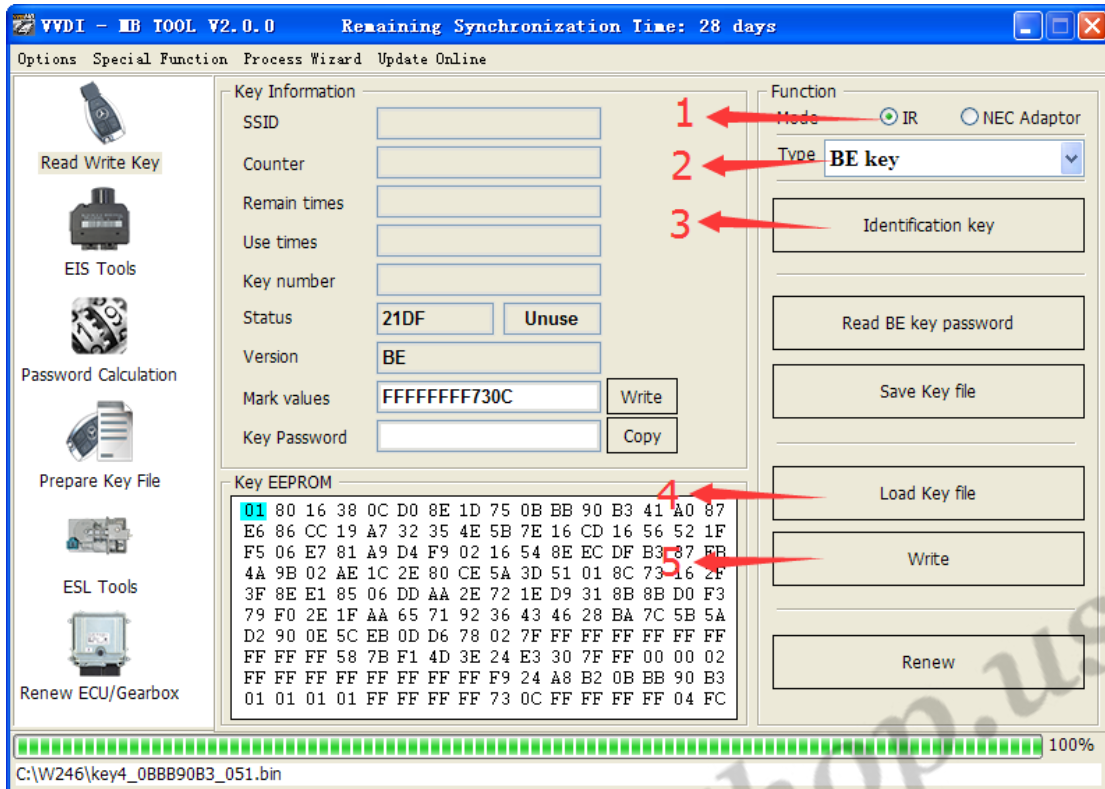 VVDI - MB TOOL V2.0.0 Remaining Synchronization Time: 28 days
Options Special Function Process Wizard Update Online
Read Write Key
EIS Tools
Password Calculation
Prepare Key File
ESL Tools
Renew ECU/Gearbox
Key Information
SSID
Counter
Remain times
Use times
Key number
Status 21DF Unuse
Version BE
Mark values FFFFFFFF730C Write
Key Password Copy
Key EEPROM
01 80 16 38 0C D0 8E 1D 75 0B BB 90 B3 41 A0 87
E6 86 CC 19 A7 32 35 4E 5B 7E 16 CD 16 56 52 1F
F5 06 E7 81 A9 D4 F9 02 16 54 8E EC DF B3 87 FB
4A 9B 02 AE 1C 2E 80 CE 5A 3D 51 01 8C 73 16 2F
3F 8E E1 85 06 DD AA 2E 72 1E D9 31 8B 8B D0 F3
79 F0 2E 1F AA 65 71 92 36 43 46 28 BA 7C 5B 5A
D2 90 0E 5C EB 0D D6 78 02 7F FF FF FF FF FF FF
FF FF FF 58 7B F1 4D 3E 24 E3 30 7F FF 00 00 02
FF FF FF FF FF FF FF FF F9 24 A8 B2 0B BB 90 B3
01 01 01 01 FF FF FF FF 73 0C FF FF FF FF 04 FC
Function
1 Mode IR NEC Adaptor
2 Type BE key
3 Identification key
Read BE key password
Save Key file
4 Load Key file
5 Write
Renew
100%
C:\W246\key4_0BBB90B3_051.bin
hop.us